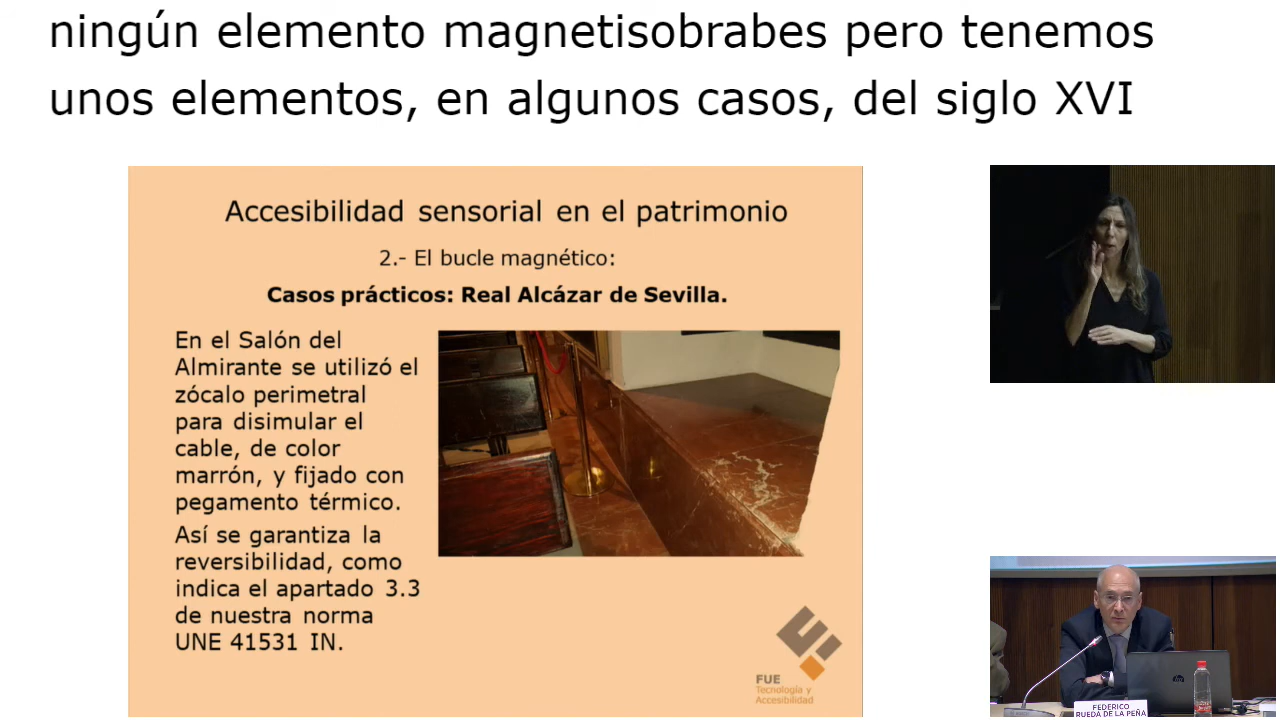 ningún elemento magnetisobrabes pero tenemos
unos elementos, en algunos casos, del siglo XVI
Accesibilidad sensorial en el patrimonio
2.- El bucle magnético:
Casos prácticos: Real Alcázar de Sevilla.
En el Salón del
Almirante se utilizó el
zócalo perimetral
para disimular el
cable, de color
marrón, y fijado con
pegamento térmico.
Así se garantiza la
reversibilidad, como
indica el apartado 3.3
de nuestra norma
UNE 41531 IN.
FUE
Tecnología y
Accesibilidad
FEDERICO
RUEDA DE LA PEÑA